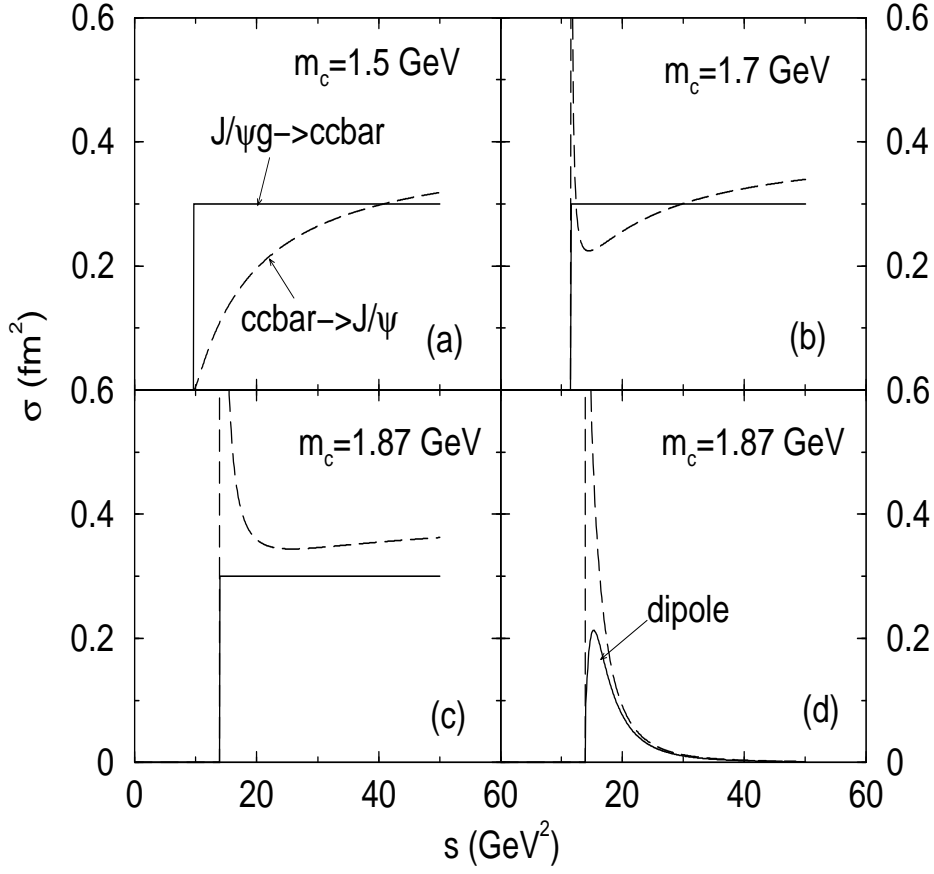 0.6
0.4
0.2
0.6
0.4
0.2
0
σ (fm²)
m_c=1.5 GeV
J/ψg−>ccbar
ccbar−>J/ψ
(a)
m_c=1.7 GeV
(b)
0.6
0.4
0.2
m_c=1.87 GeV
(c)
m_c=1.87 GeV
dipole
(d)
0.6
0.4
0.2
0
0 20 40 60 20 40 60
s (GeV²)